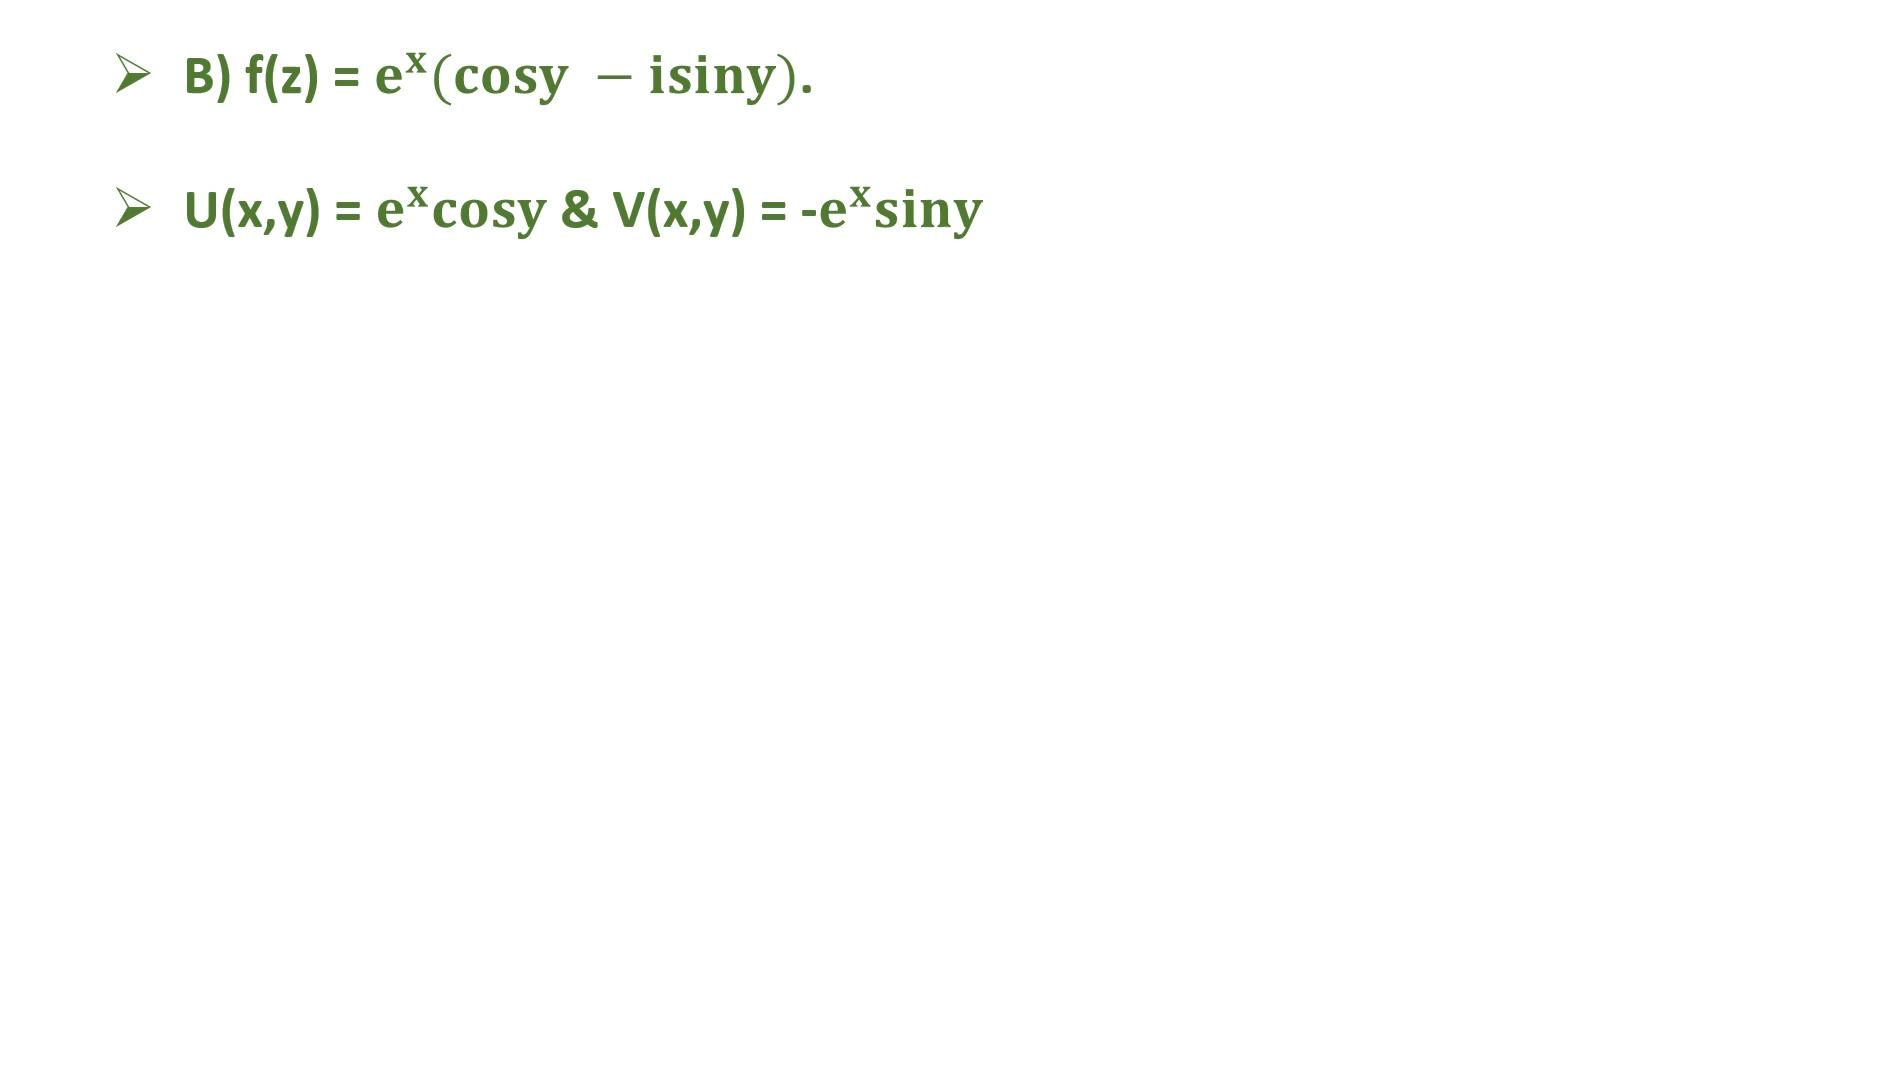 ➢ B) f(z) = eˣ(cosy − isiny).
➢ U(x,y) = eˣcosy & V(x,y) = -eˣsiny